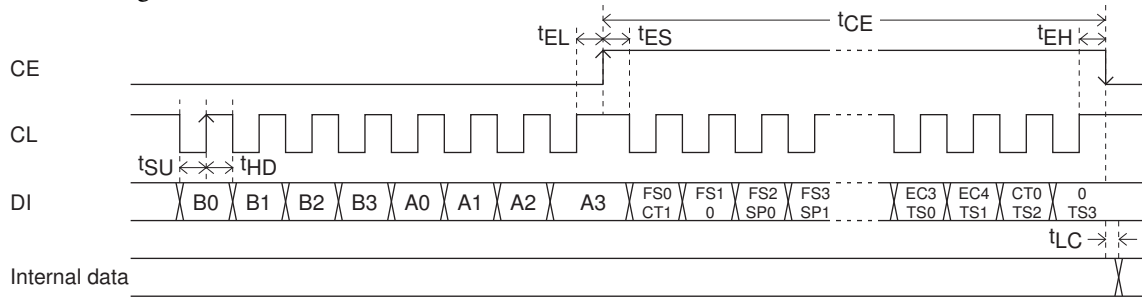 tCE
tEL tES tEH
CE
CL
tSU tHD
DI B0 B1 B2 B3 A0 A1 A2 A3 FS0 CT1 FS1 0 FS2 SP0 FS3 SP1 EC3 TS0 EC4 TS1 CT0 TS2 0 TS3
tLC
Internal data